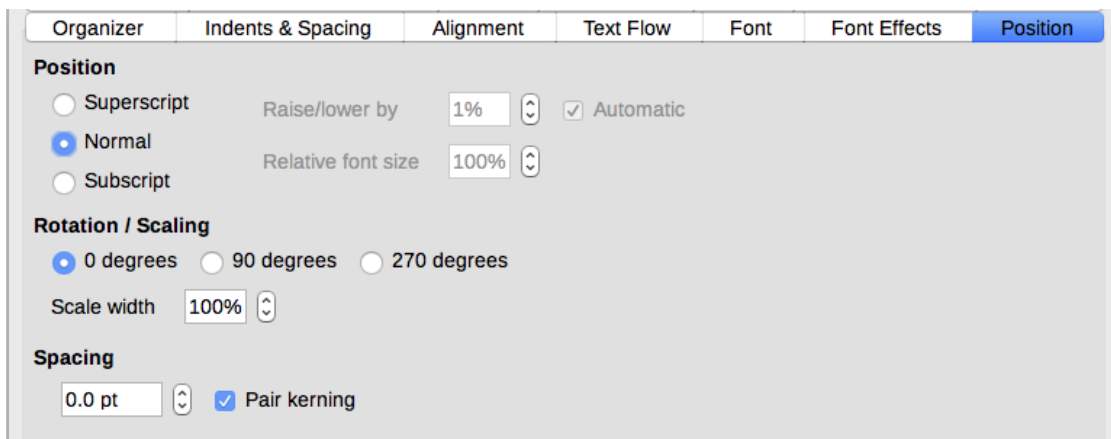 Organizer Indents & Spacing Alignment Text Flow Font Font Effects Position
Position
Superscript Raise/lower by 1% Automatic
Normal
Relative font size 100%
Subscript
Rotation / Scaling
0 degrees 90 degrees 270 degrees
Scale width 100%
Spacing
0.0 pt Pair kerning